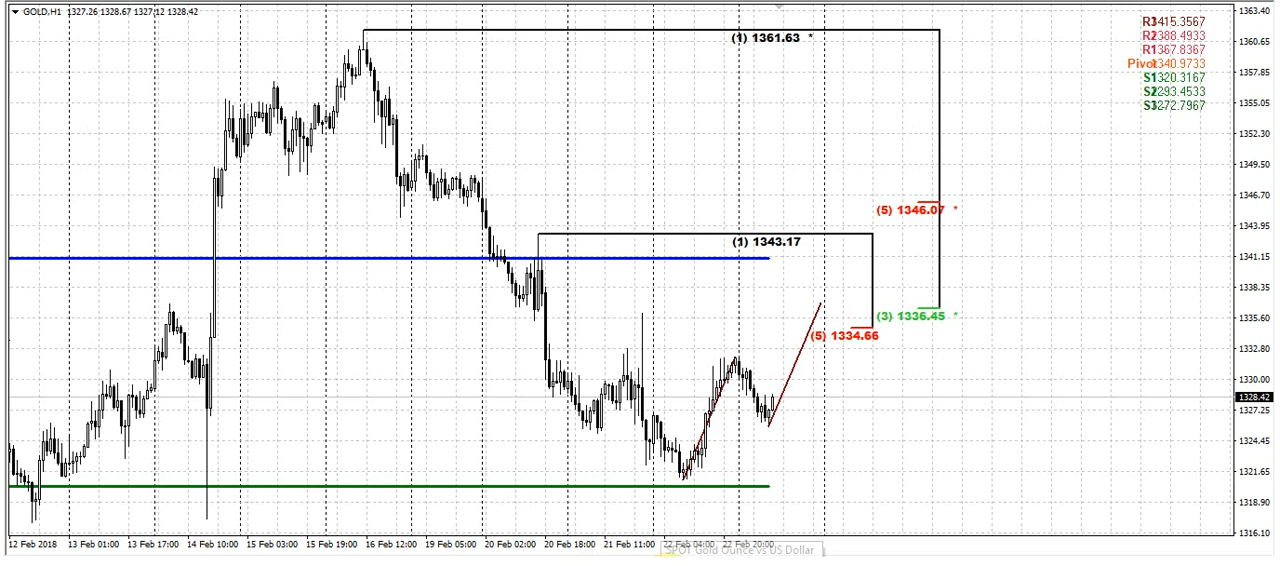 GOLD,H1 1327.26 1328.67 1327.12 1328.42
R3415.3567
R2388.4933
R1367.8367
Pivot340.9733
S1320.3167
S2293.4533
S3272.7967
(1) 1361.63 *
(5) 1346.07 *
(1) 1343.17
(3) 1336.45 *
(5) 1334.66
1363.40
1360.65
1357.85
1355.05
1352.30
1349.50
1346.70
1343.95
1341.15
1338.35
1335.60
1332.80
1330.00
1328.42
1327.25
1324.45
1321.65
1318.90
1316.10
12 Feb 2018 13 Feb 01:00 13 Feb 17:00 14 Feb 10:00 15 Feb 03:00 15 Feb 19:00 16 Feb 12:00 19 Feb 05:00 20 Feb 02:00 20 Feb 18:00 21 Feb 11:00 22 Feb 04:00 22 Feb 20:00
SPOT Gold Ounce vs US Dollar